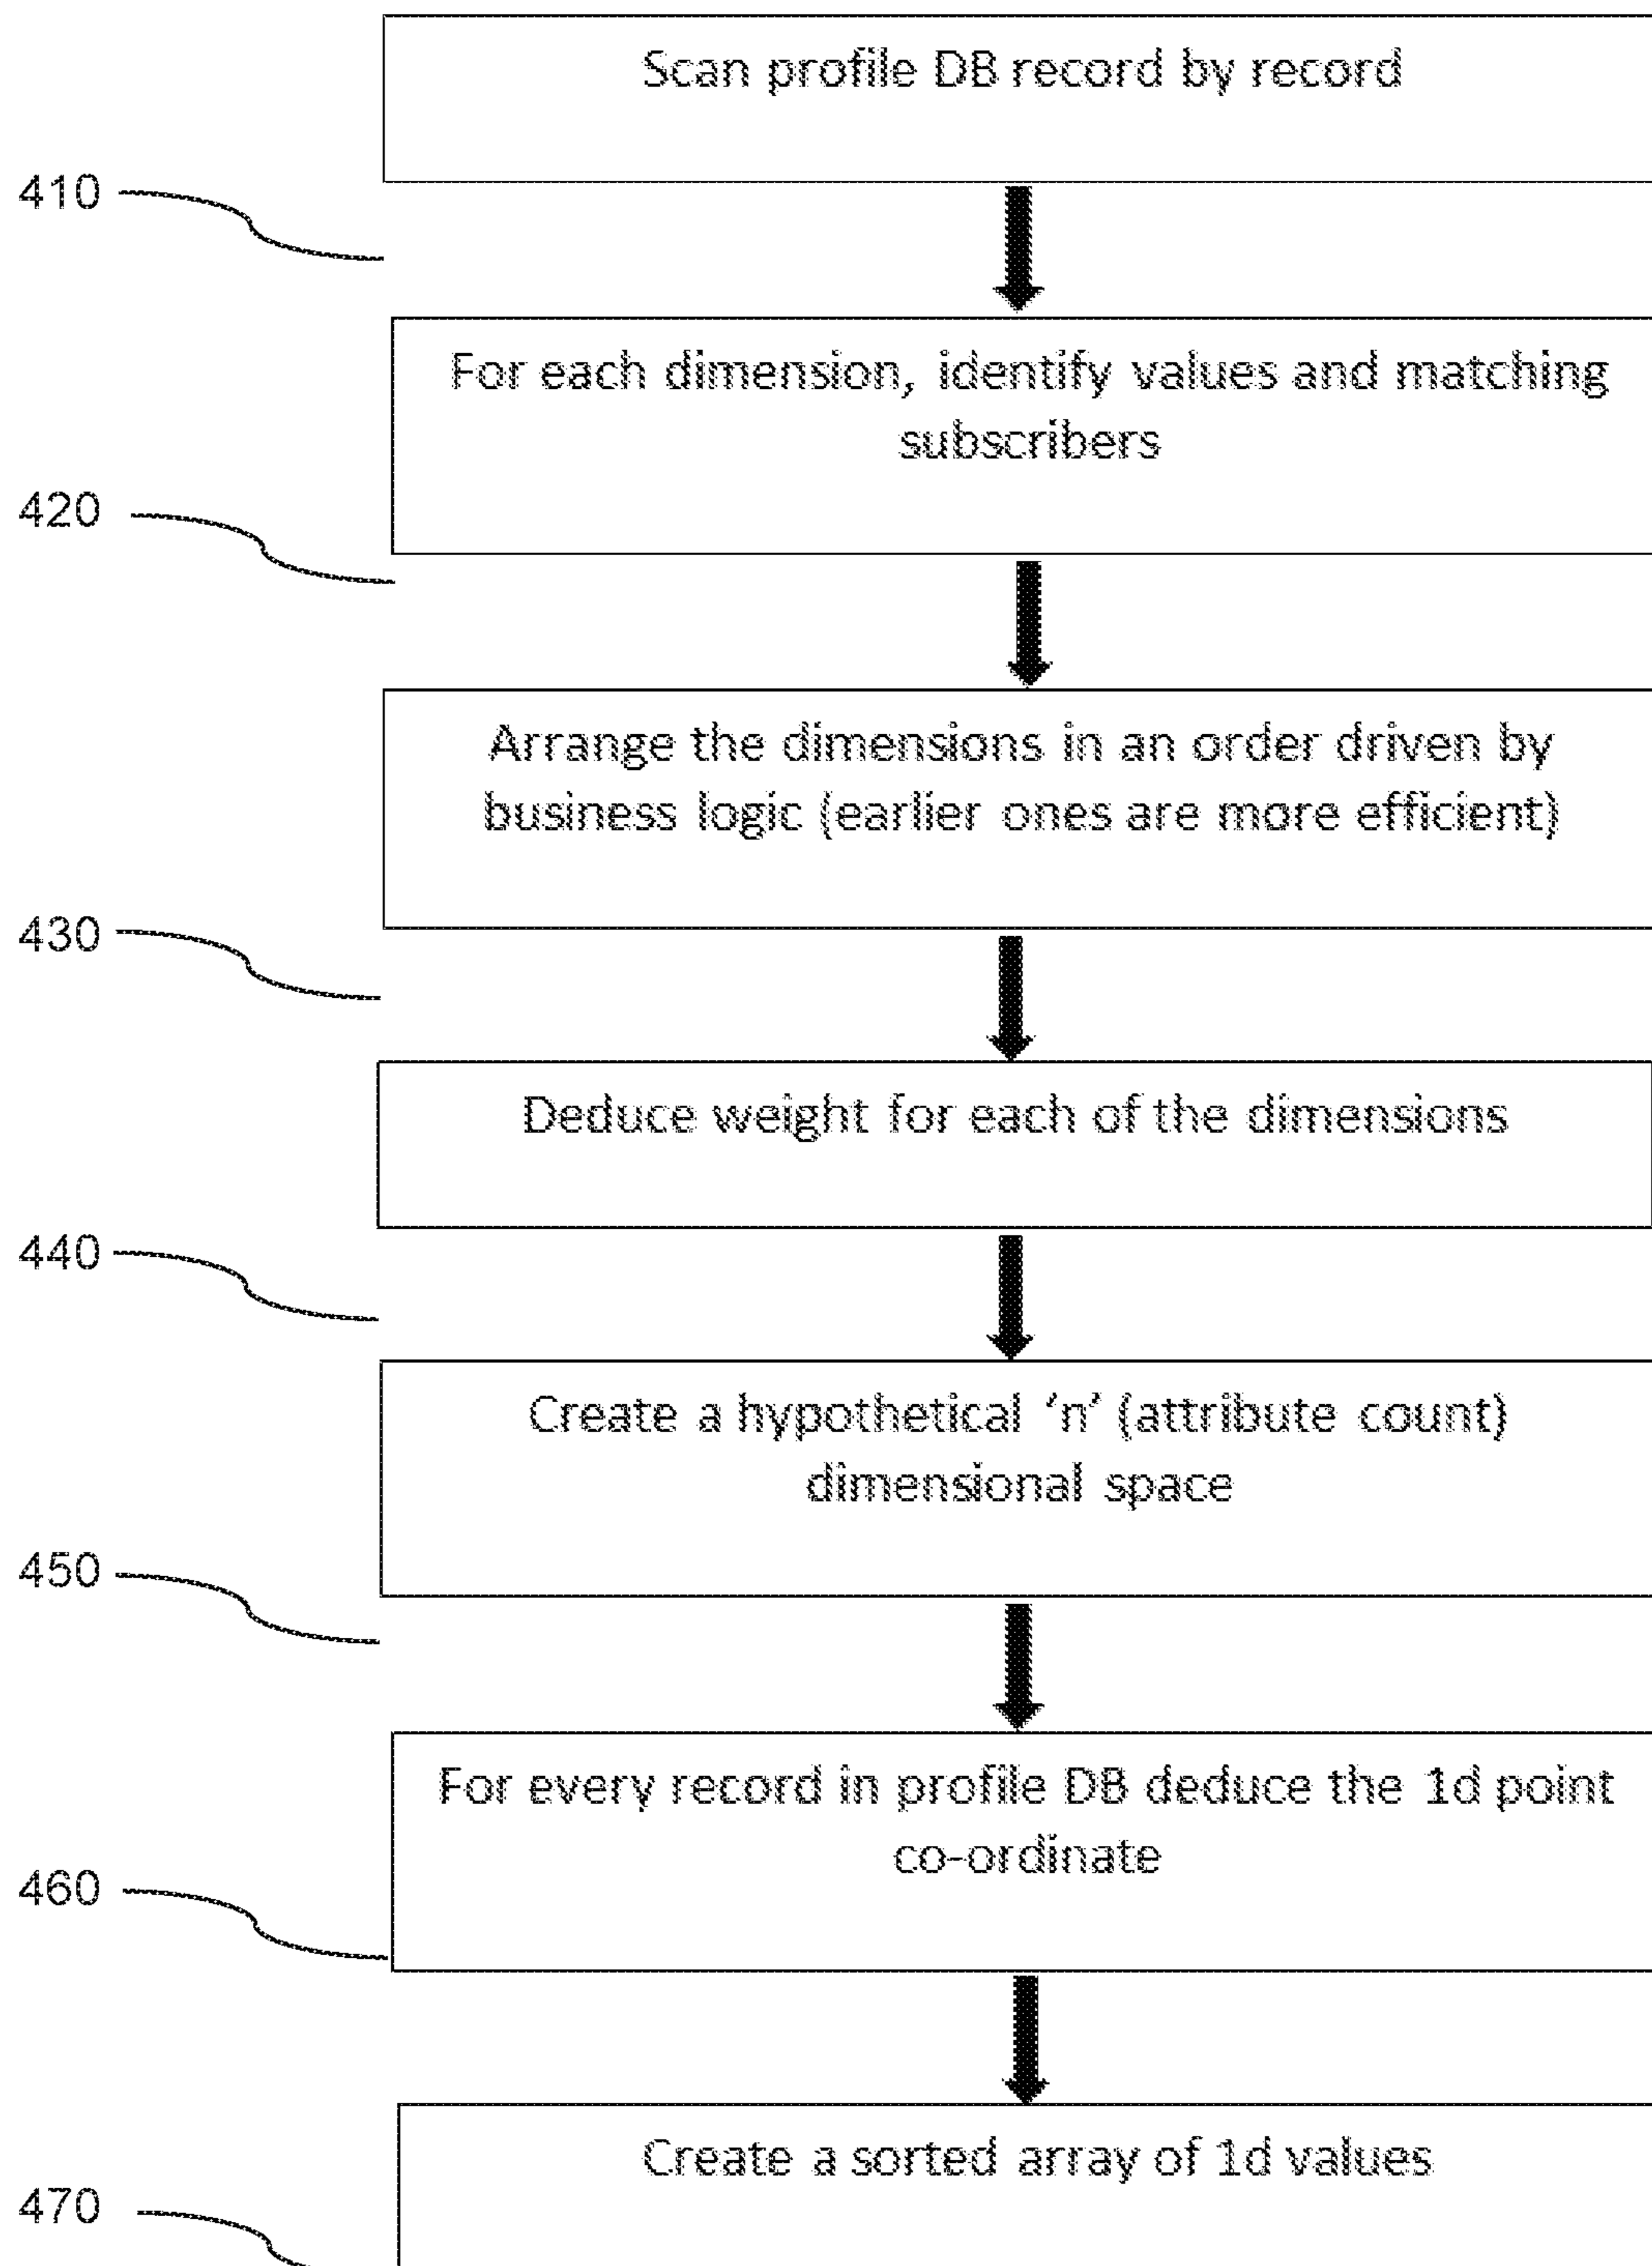 Scan profile DB record by record
410
For each dimension, identify values and matching
subscribers
420
Arrange the dimensions in an order driven by
business logic (earlier ones are more efficient)
430
Deduce weight for each of the dimensions
440
Create a hypothetical ‘n’ (attribute count)
dimensional space
450
For every record in profile DB deduce the 1d point
co-ordinate
460
Create a sorted array of 1d values
470